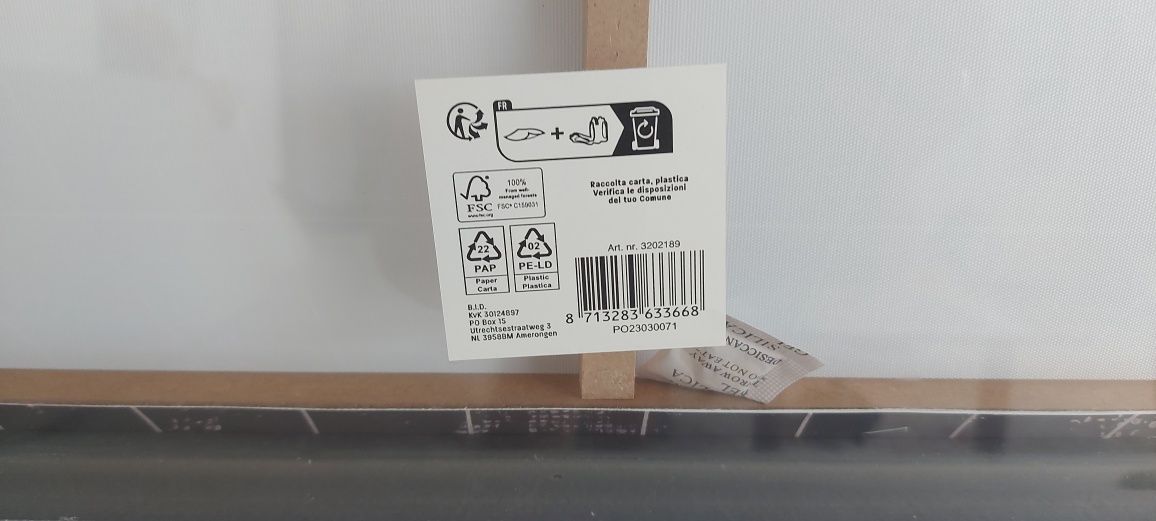 FR
100%
From well-
managed forests
FSC
FSC® C159031
www.fsc.org
Raccolta carta, plastica
Verifica le disposizioni
del tuo Comune
22
PAP
Paper
Carta
02
PE-LD
Plastic
Plastica
Art. nr. 3202189
8 713283 633668
PO23030071
B.I.D.
KvK 30124897
PO Box 15
Utrechtsestraatweg 3
NL 3958BM Amerongen
SILICA
GEL
DESICCANT
DO NOT EAT
THROW AWAY